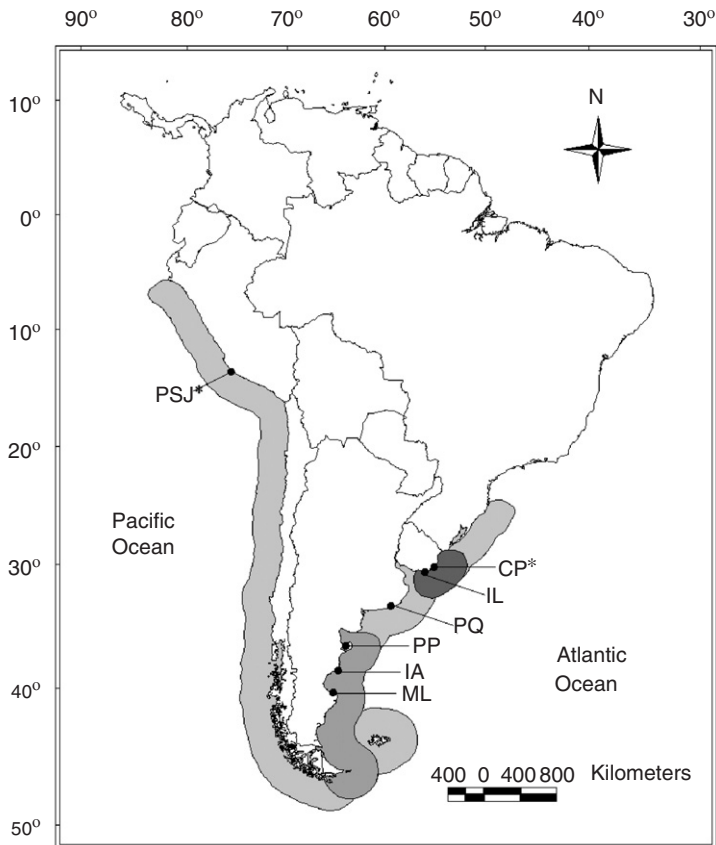 90º 80º 70º 60º 50º 40º 30º
10º
N
0º
10º
PSJ*
20º
Pacific
Ocean
30º
CP*
IL
PQ
PP
Atlantic
Ocean
IA
40º
ML
400 0 400 800 Kilometers
50º